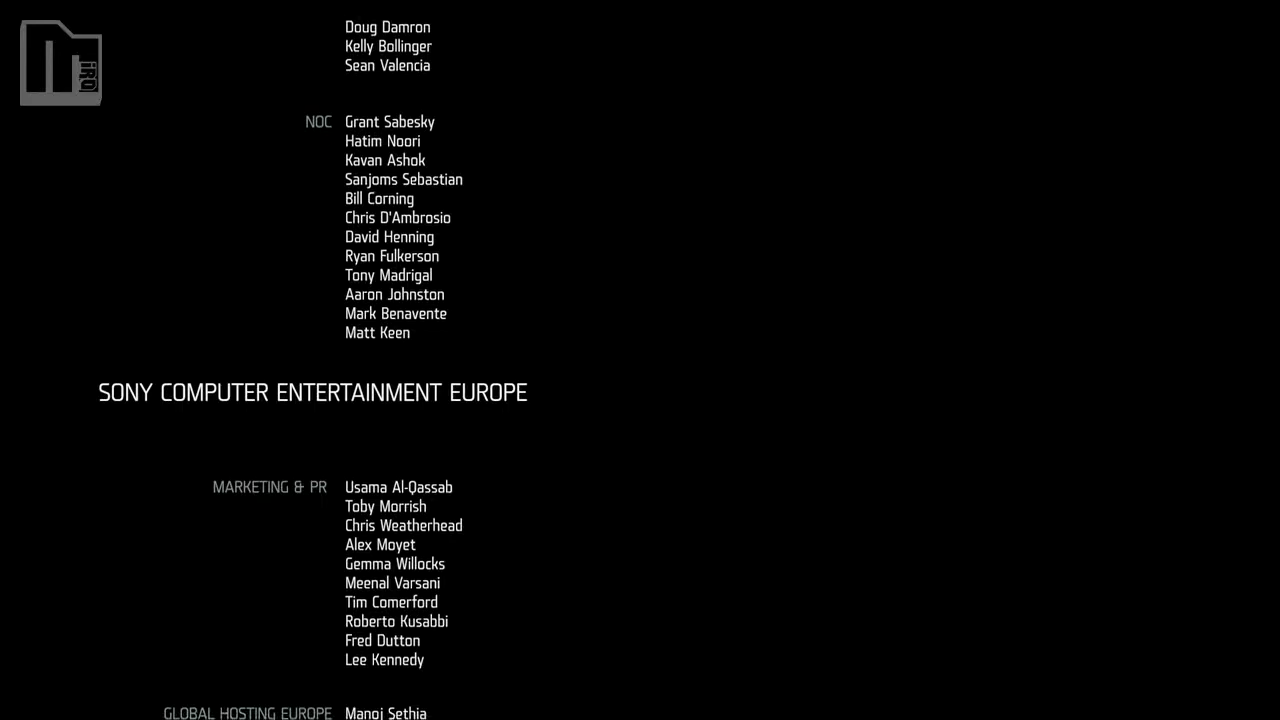 Doug Damron
Kelly Bollinger
Sean Valencia
NOC Grant Sabesky
Hatim Noori
Kavan Ashok
Sanjoms Sebastian
Bill Corning
Chris D'Ambrosio
David Henning
Ryan Fulkerson
Tony Madrigal
Aaron Johnston
Mark Benavente
Matt Keen
SONY COMPUTER ENTERTAINMENT EUROPE
MARKETING & PR Usama Al-Qassab
Toby Morrish
Chris Weatherhead
Alex Moyet
Gemma Willocks
Meenal Varsani
Tim Comerford
Roberto Kusabbi
Fred Dutton
Lee Kennedy
GLOBAL HOSTING EUROPE Manoj Sethia